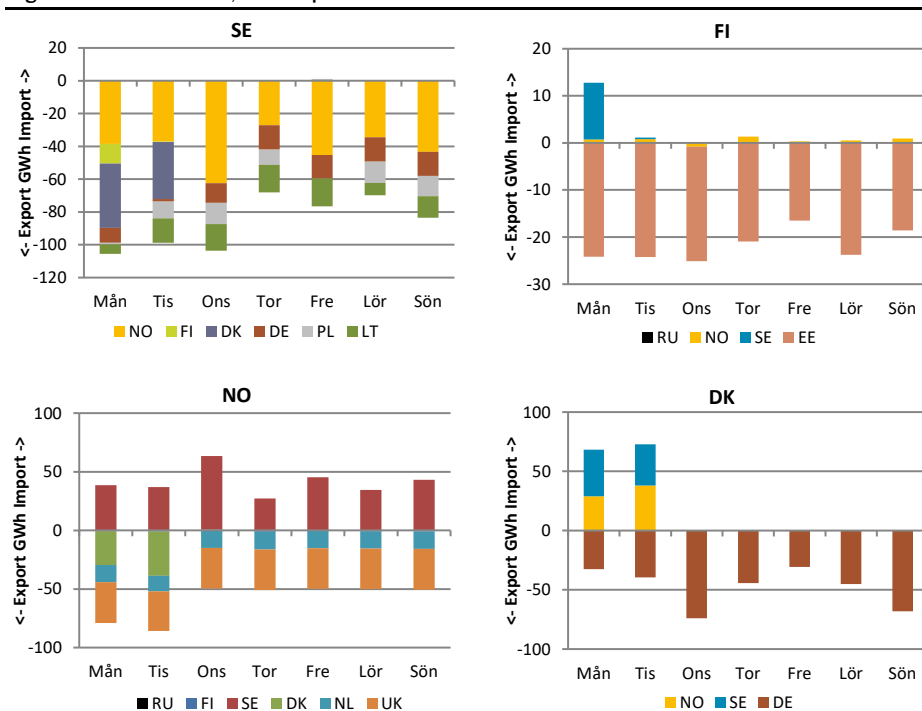 SE
<- Export GWh Import ->
20
0
-20
-40
-60
-80
-100
-120
Mån Tis Ons Tor Fre Lör Sön
NO FI DK DE PL LT
FI
<- Export GWh Import ->
20
10
0
-10
-20
-30
Mån Tis Ons Tor Fre Lör Sön
RU NO SE EE
NO
<- Export GWh Import ->
100
50
0
-50
-100
Mån Tis Ons Tor Fre Lör Sön
RU FI SE DK NL UK
DK
<- Export GWh Import ->
100
50
0
-50
-100
Mån Tis Ons Tor Fre Lör Sön
NO SE DE